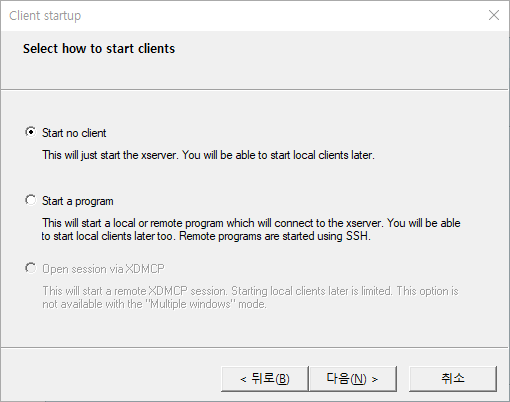 Client startup
Select how to start clients
Start no client
This will just start the xserver. You will be able to start local clients later.
Start a program
This will start a local or remote program which will connect to the xserver. You will be able
to start local clients later too. Remote programs are started using SSH.
Open session via XDMCP
This will start a remote XDMCP session. Starting local clients later is limited. This option is
not available with the "Multiple windows" mode.
< 뒤로(B) 다음(N) > 취소